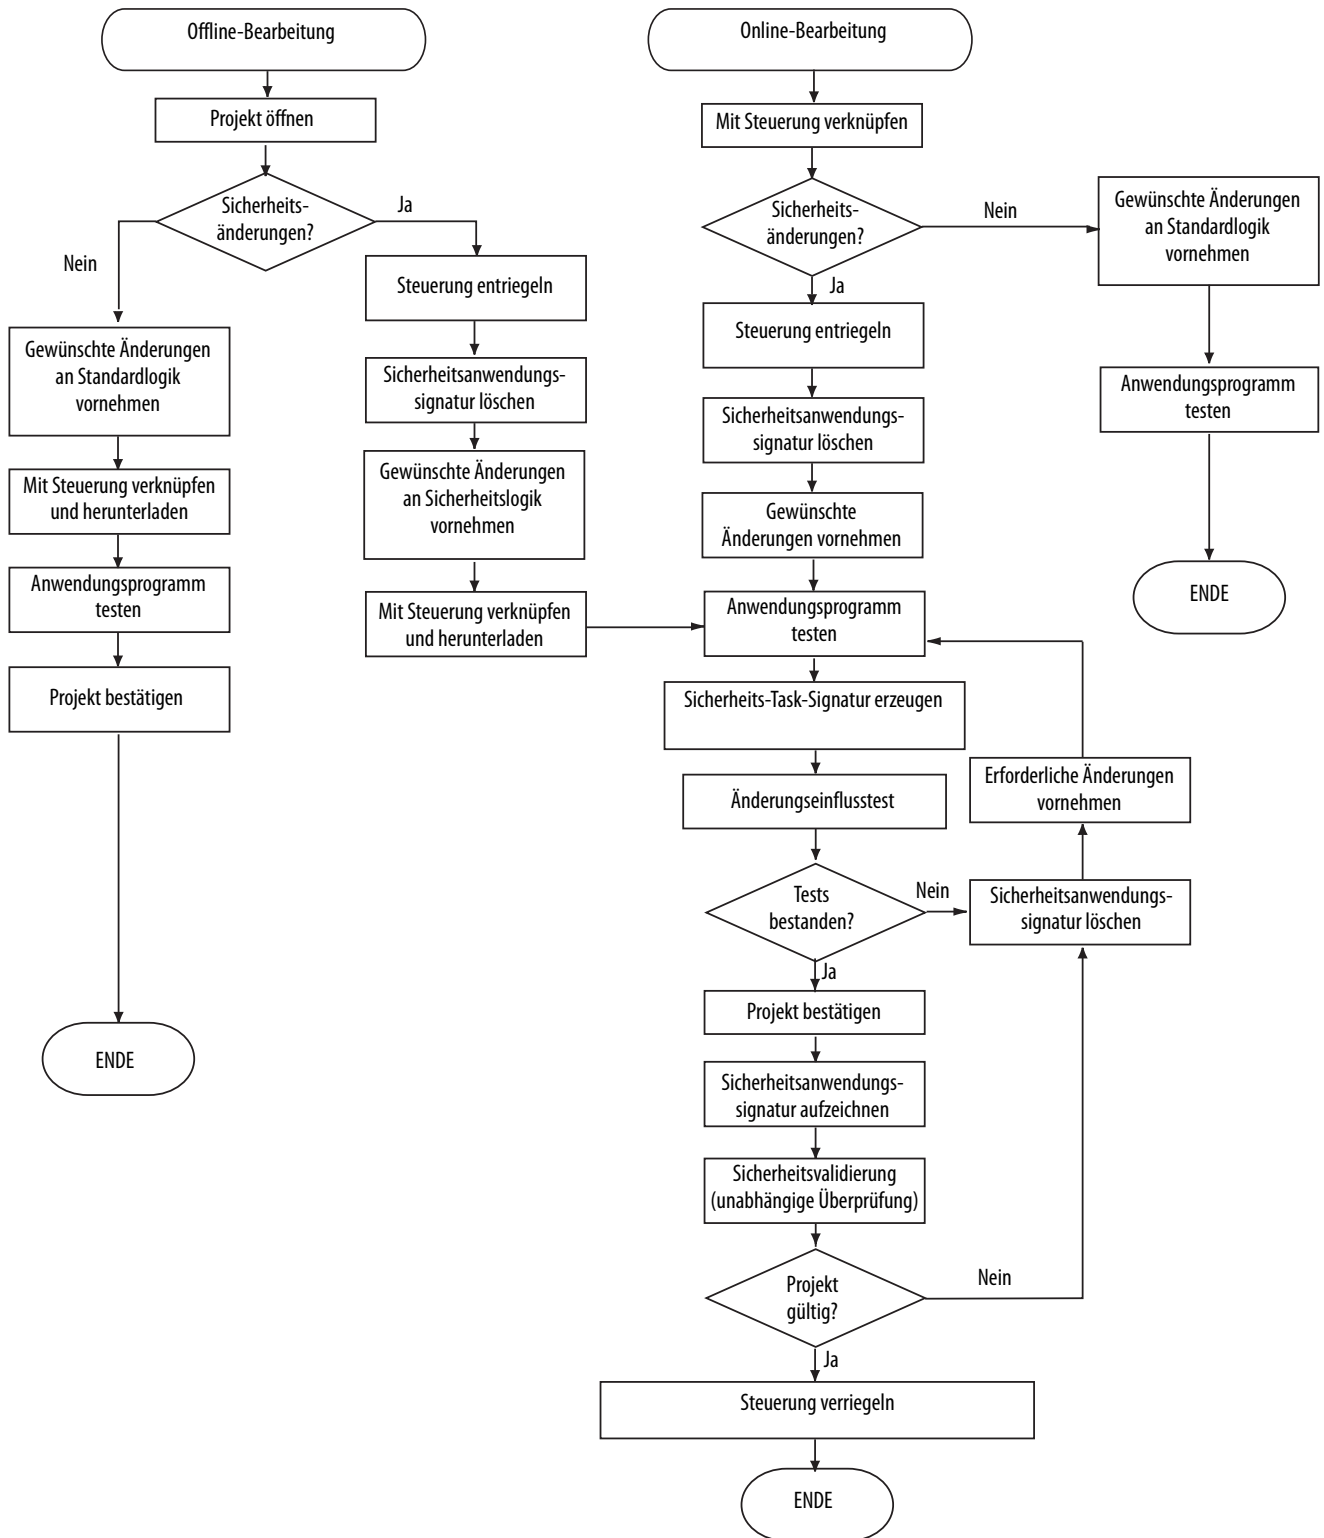 Offline-Bearbeitung
Projekt öffnen
Sicherheits-
änderungen?
Ja
Nein
Gewünschte Änderungen
an Standardlogik
vornehmen
Mit Steuerung verknüpfen
und herunterladen
Anwendungsprogramm
testen
Projekt bestätigen
ENDE
Steuerung entriegeln
Sicherheitsanwendungs-
signatur löschen
Gewünschte Änderungen
an Sicherheitslogik
vornehmen
Mit Steuerung verknüpfen
und herunterladen
Online-Bearbeitung
Mit Steuerung verknüpfen
Sicherheits-
änderungen?
Nein
Ja
Gewünschte Änderungen
an Standardlogik
vornehmen
Anwendungsprogramm
testen
ENDE
Steuerung entriegeln
Sicherheitsanwendungs-
signatur löschen
Gewünschte
Änderungen vornehmen
Anwendungsprogramm
testen
Sicherheits-Task-Signatur erzeugen
Änderungseinflusstest
Tests
bestanden?
Nein
Ja
Erforderliche Änderungen
vornehmen
Sicherheitsanwendungs-
signatur löschen
Projekt bestätigen
Sicherheitsanwendungs-
signatur aufzeichnen
Sicherheitsvalidierung
(unabhängige Überprüfung)
Projekt
gültig?
Nein
Ja
Steuerung verriegeln
ENDE